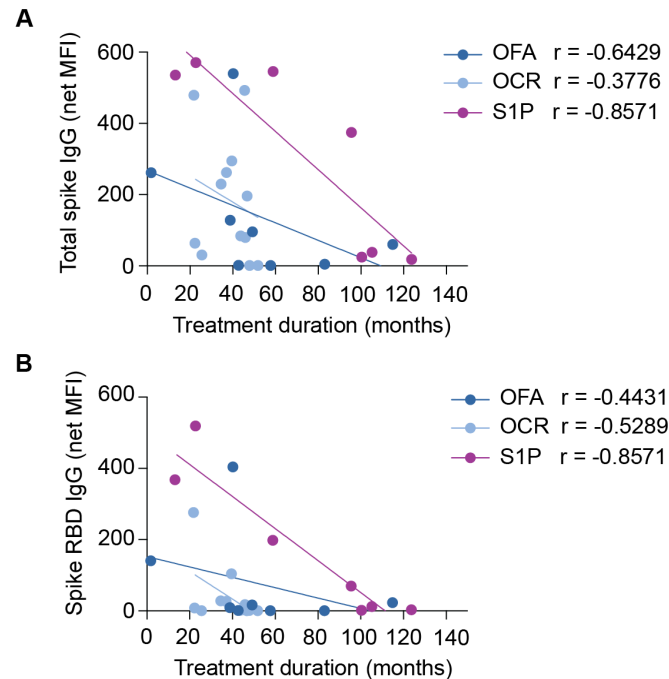 A
Total spike IgG (net MFI)
600
400
200
0
0 20 40 60 80 100 120 140
Treatment duration (months)
OFA r = -0.6429
OCR r = -0.3776
S1P r = -0.8571
B
Spike RBD IgG (net MFI)
600
400
200
0
0 20 40 60 80 100 120 140
Treatment duration (months)
OFA r = -0.4431
OCR r = -0.5289
S1P r = -0.8571